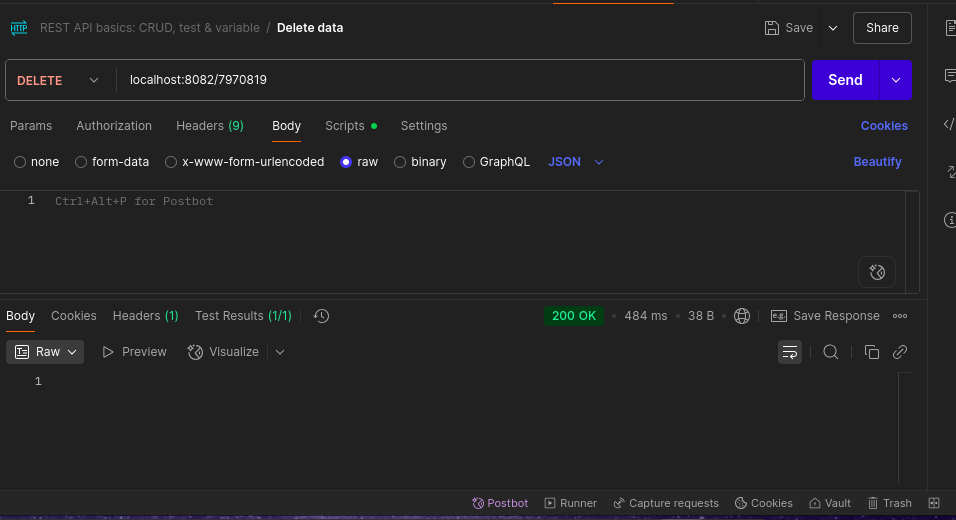 HTTP REST API basics: CRUD, test & variable / Delete data Save Share
DELETE localhost:8082/7970819 Send
Params Authorization Headers (9) Body Scripts Settings Cookies
none form-data x-www-form-urlencoded raw binary GraphQL JSON Beautify
1 Ctrl+Alt+P for Postbot
Body Cookies Headers (1) Test Results (1/1) 200 OK • 484 ms • 38 B e.g. Save Response
Raw Preview Visualize
1
Postbot Runner Capture requests Cookies Vault Trash